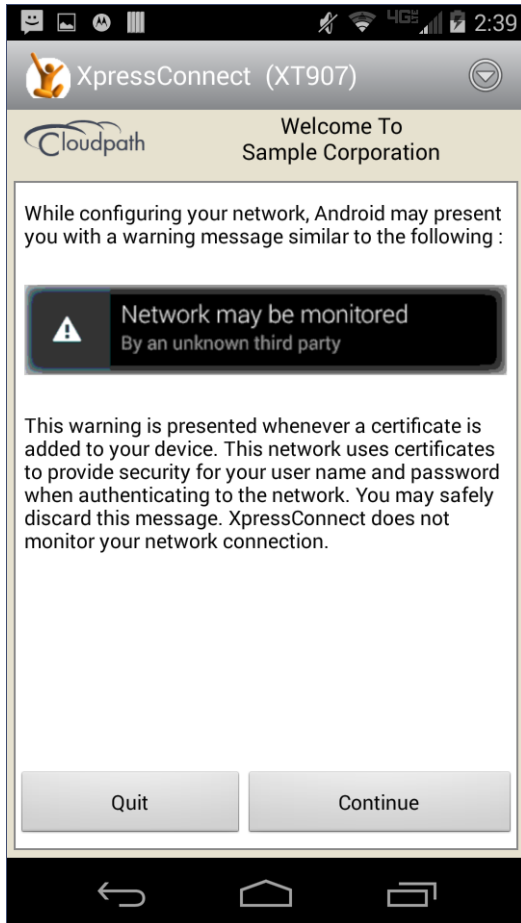 4G
2:39
XpressConnect (XT907)
Cloudpath
Welcome To
Sample Corporation
While configuring your network, Android may present
you with a warning message similar to the following :
Network may be monitored
By an unknown third party
This warning is presented whenever a certificate is
added to your device. This network uses certificates
to provide security for your user name and password
when authenticating to the network. You may safely
discard this message. XpressConnect does not
monitor your network connection.
Quit
Continue